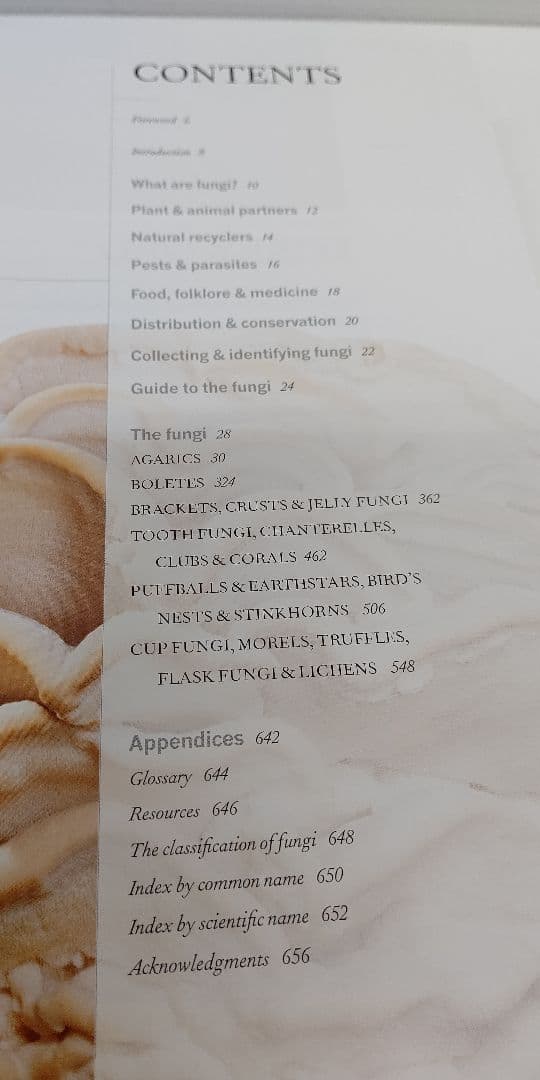 CONTENTS
Foreword
Introduction
What are fungi? 10
Plant & animal partners 12
Natural recyclers 14
Pests & parasites 16
Food, folklore & medicine 18
Distribution & conservation 20
Collecting & identifying fungi 22
Guide to the fungi 24
The fungi 28
AGARICS 30
BOLETES 324
BRACKETS, CRUSTS & JELLY FUNGI 362
TOOTH FUNGI, CHANTERELLES,
CLUBS & CORALS 462
PUFFBALLS & EARTHSTARS, BIRD'S
NESTS & STINKHORNS 506
CUP FUNGI, MORELS, TRUFFLES,
FLASK FUNGI & LICHENS 548
Appendices 642
Glossary 644
Resources 646
The classification of fungi 648
Index by common name 650
Index by scientific name 652
Acknowledgments 656